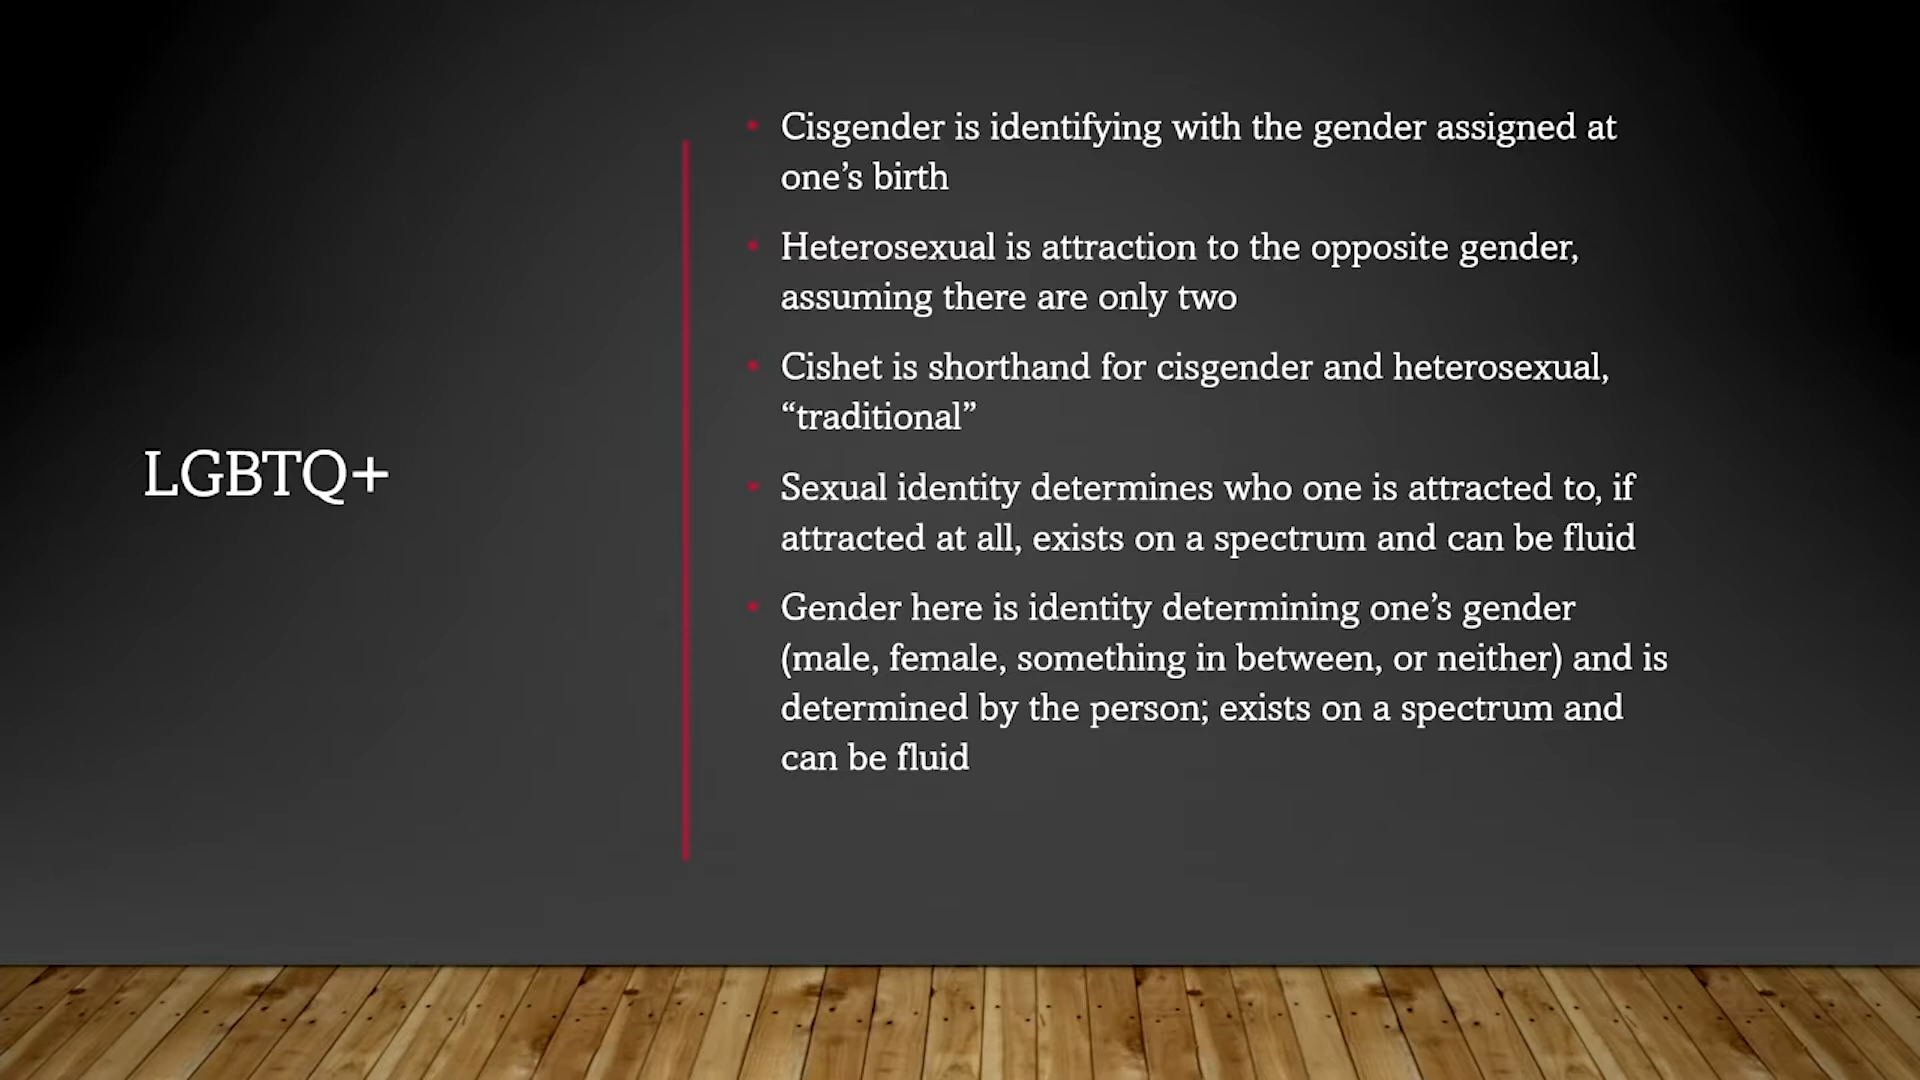 LGBTQ+
• Cisgender is identifying with the gender assigned at
one’s birth
• Heterosexual is attraction to the opposite gender,
assuming there are only two
• Cishet is shorthand for cisgender and heterosexual,
“traditional”
• Sexual identity determines who one is attracted to, if
attracted at all, exists on a spectrum and can be fluid
• Gender here is identity determining one’s gender
(male, female, something in between, or neither) and is
determined by the person; exists on a spectrum and
can be fluid